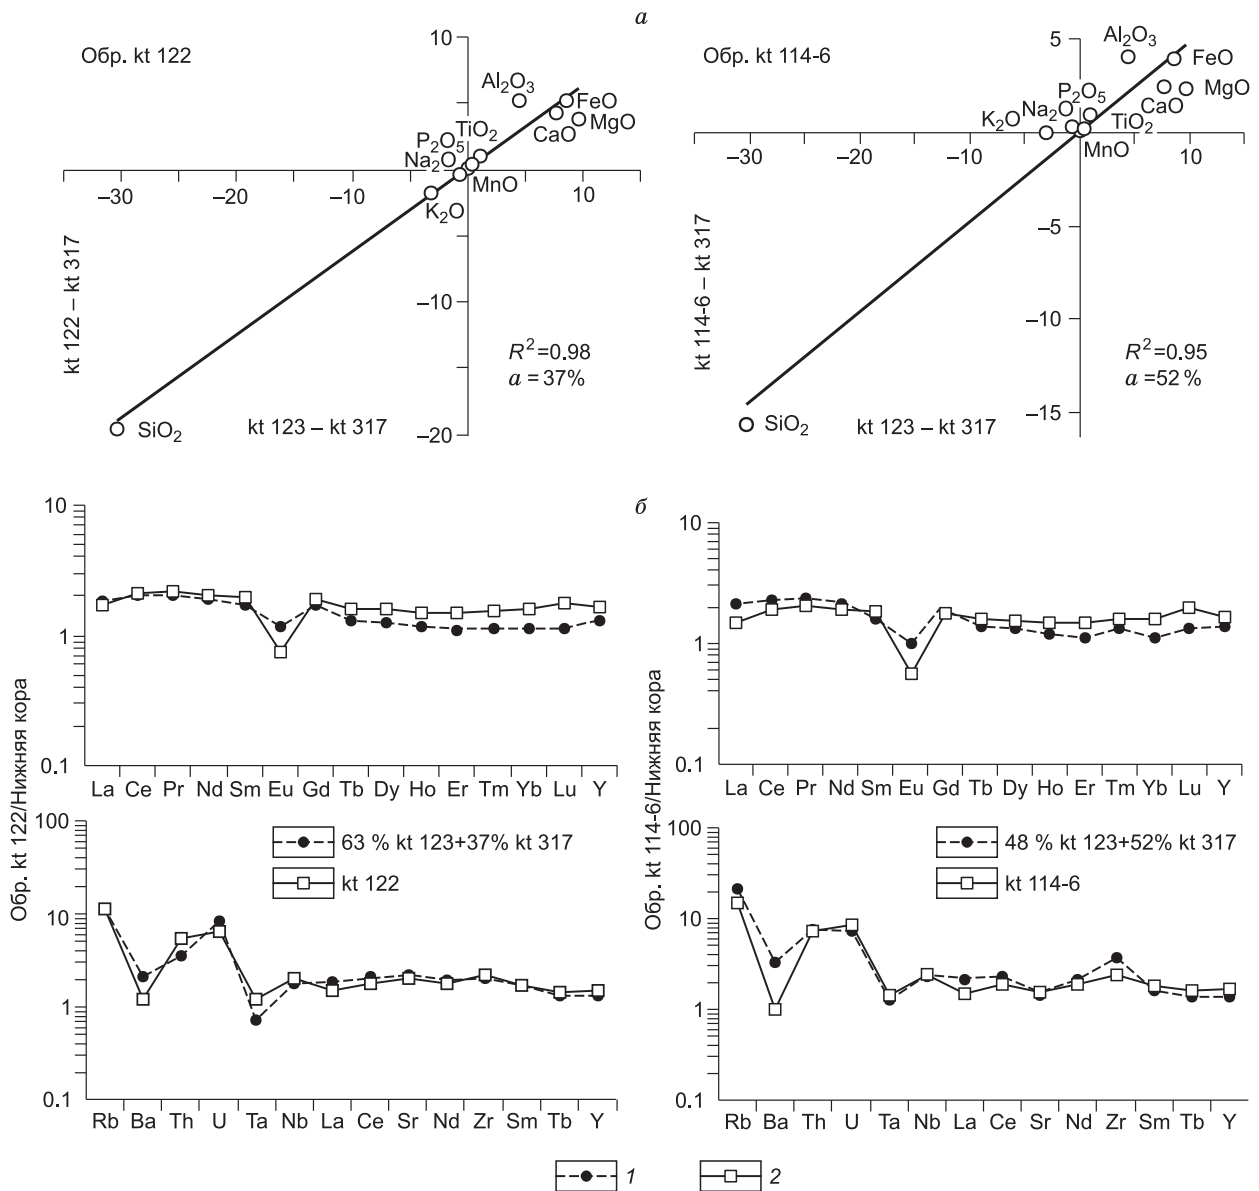 а
Обр. kt 122
10
Al₂O₃
FeO
MgO
CaO
TiO₂
P₂O₅
Na₂O
MnO
K₂O
–30
–20
–10
10
–10
–20
kt 122 – kt 317
R²=0.98
a = 37%
SiO₂
kt 123 – kt 317
Обр. kt 114-6
5
Al₂O₃
FeO
MgO
P₂O₅
CaO
Na₂O
K₂O
TiO₂
MnO
–30
–20
–10
10
–5
–10
–15
kt 114-6 – kt 317
R²=0.95
a =52 %
SiO₂
kt 123 – kt 317
б
Обр. kt 122/Нижняя кора
10
1
0.1
La Ce Pr Nd Sm Eu Gd Tb Dy Ho Er Tm Yb Lu Y
100
10
1
0.1
63 % kt 123+37% kt 317
kt 122
Rb Ba Th U Ta Nb La Ce Sr Nd Zr Sm Tb Y
Обр. kt 114-6/Нижняя кора
10
1
0.1
La Ce Pr Nd Sm Eu Gd Tb Dy Ho Er Tm Yb Lu Y
100
10
1
0.1
48 % kt 123+52% kt 317
kt 114-6
Rb Ba Th U Ta Nb La Ce Sr Nd Zr Sm Tb Y
1
2